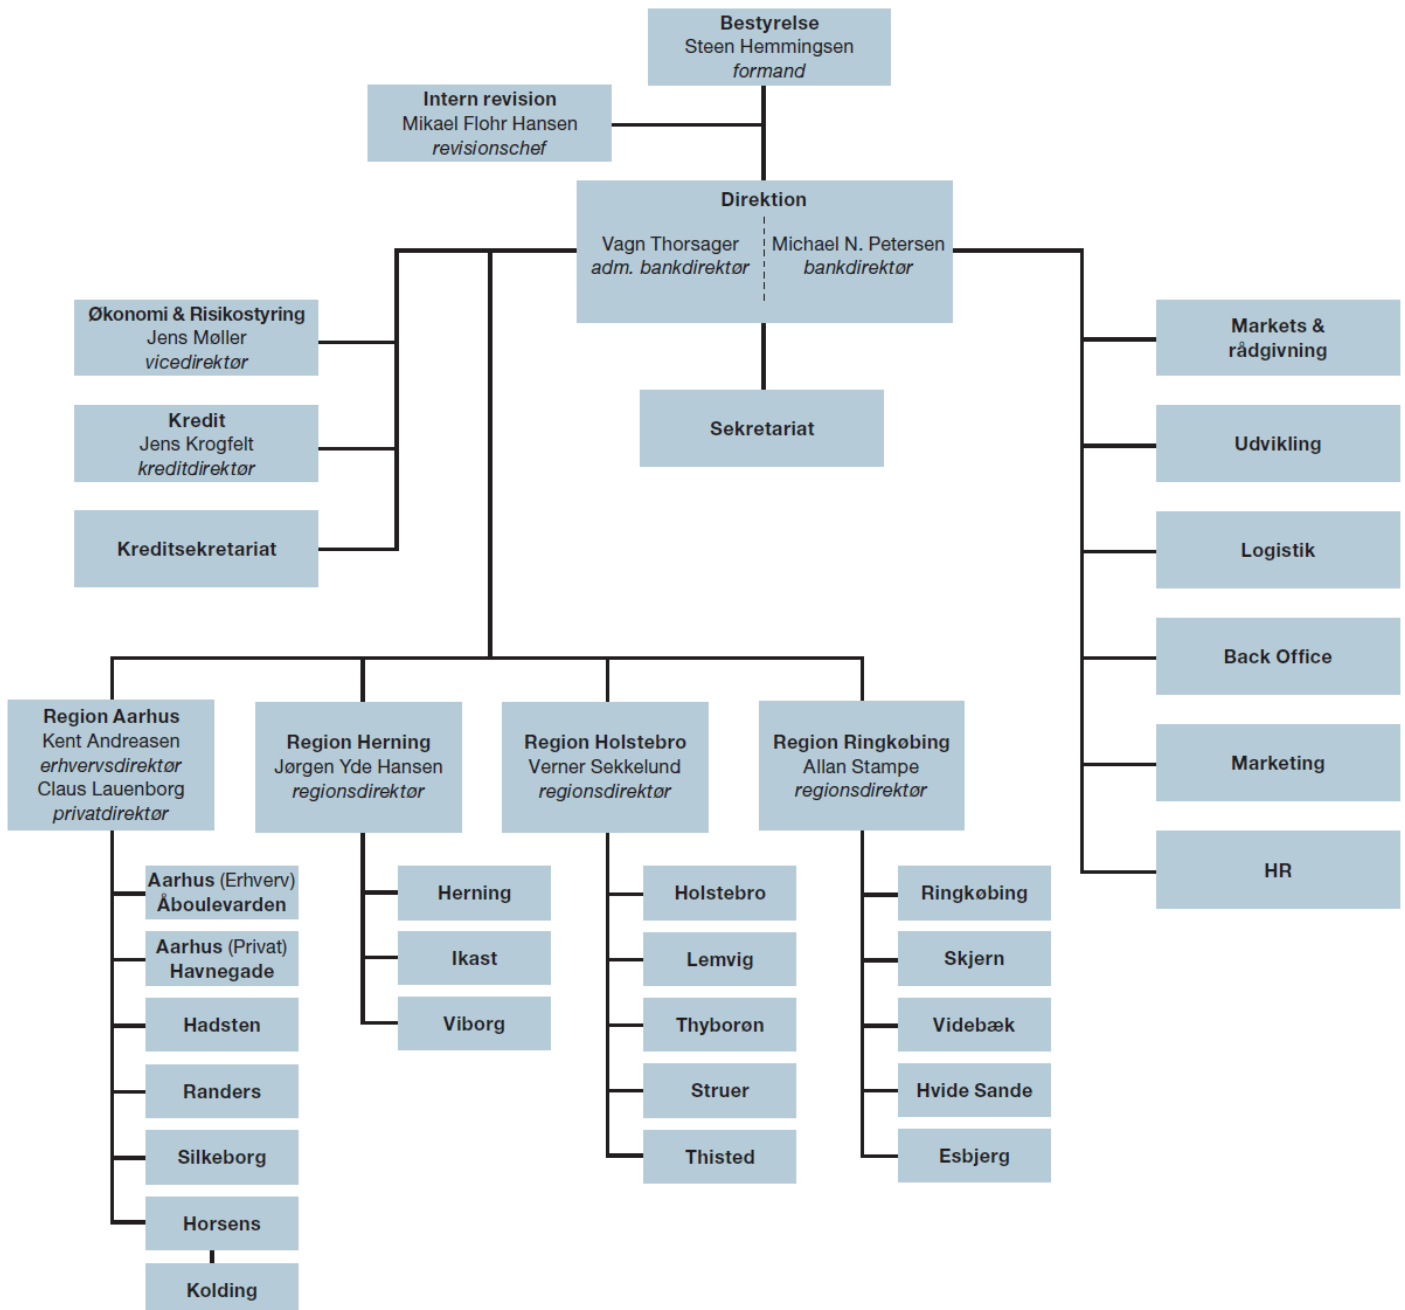 Bestyrelse
Steen Hemmingsen
formand
Intern revision
Mikael Flohr Hansen
revisionschef
Direktion
Vagn Thorsager
adm. bankdirektør
Michael N. Petersen
bankdirektør
Økonomi & Risikostyring
Jens Møller
vicedirektør
Kredit
Jens Krogfelt
kreditdirektør
Kreditsekretariat
Sekretariat
Markets &
rådgivning
Udvikling
Logistik
Back Office
Marketing
HR
Region Aarhus
Kent Andreasen
erhvervsdirektør
Claus Lauenborg
privatdirektør
Aarhus (Erhverv)
Åboulevarden
Aarhus (Privat)
Havnegade
Hadsten
Randers
Silkeborg
Horsens
Kolding
Region Herning
Jørgen Yde Hansen
regionsdirektør
Herning
Ikast
Viborg
Region Holstebro
Verner Sekkelund
regionsdirektør
Holstebro
Lemvig
Thyborøn
Struer
Thisted
Region Ringkøbing
Allan Stampe
regionsdirektør
Ringkøbing
Skjern
Videbæk
Hvide Sande
Esbjerg